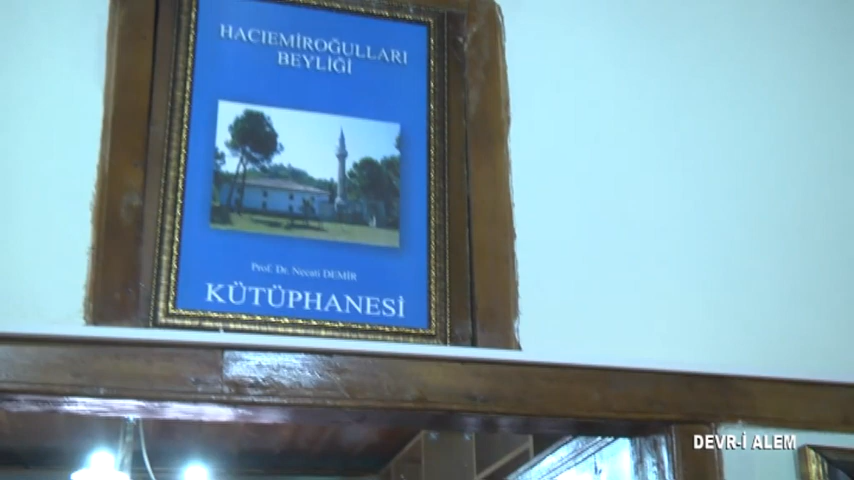 HACIEMİROĞULLARI
BEYLİĞİ
Prof. Dr. Necati DEMİR
KÜTÜPHANESİ
DEVR-İ ALEM